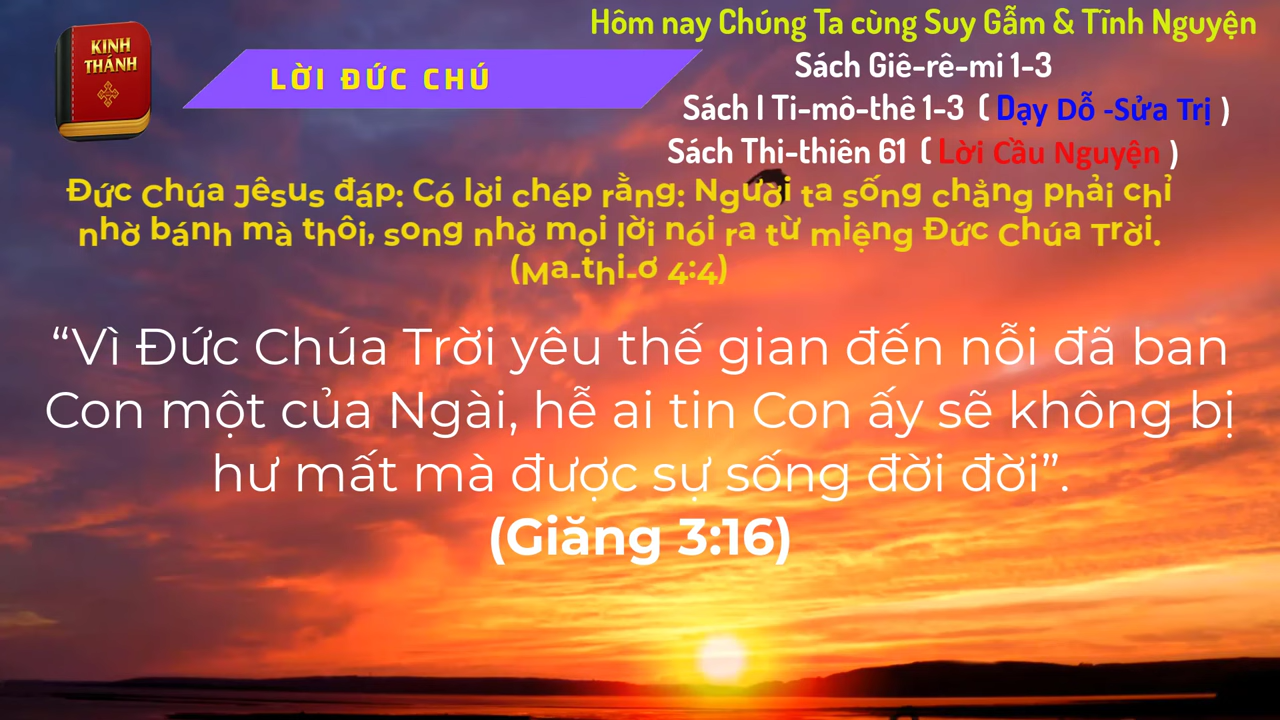 KINH
THÁNH
LỜI ĐỨC CHÚ
Hôm nay Chúng Ta cùng Suy Gẫm & Tĩnh Nguyện
Sách Giê-rê-mi 1-3
Sách I Ti-mô-thê 1-3 ( Dạy Dỗ -Sửa Trị )
Sách Thi-thiên 61 ( Lời Cầu Nguyện )
Đức Chúa Jêsus đáp: Có lời chép rằng: Người ta sống chẳng phải chỉ
nhờ bánh mà thôi, song nhờ mọi lời nói ra từ miệng Đức Chúa Trời.
(Ma-thi-ơ 4:4)
“Vì Đức Chúa Trời yêu thế gian đến nỗi đã ban
Con một của Ngài, hễ ai tin Con ấy sẽ không bị
hư mất mà được sự sống đời đời”.
(Giăng 3:16)